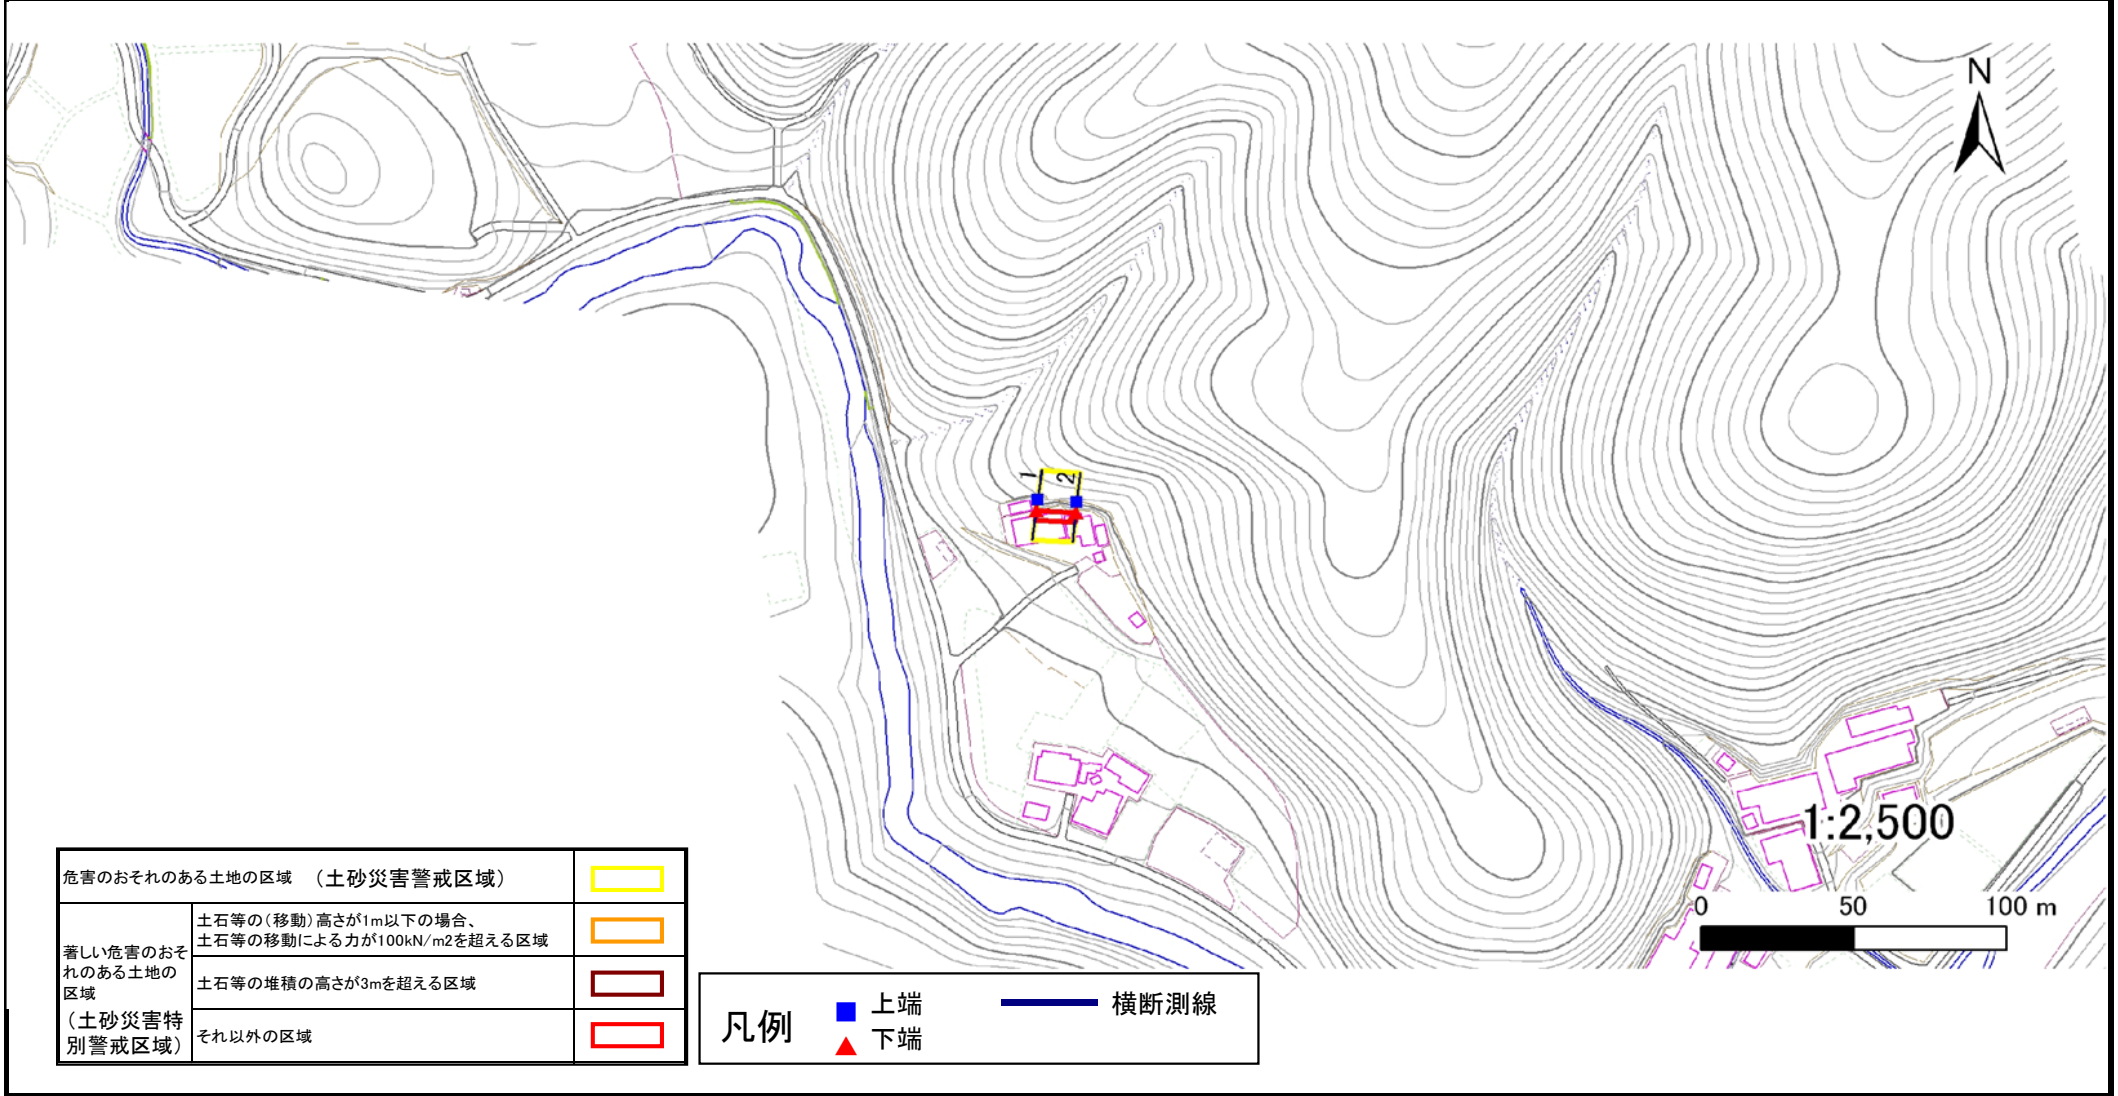 N
1
2
1:2,500
0 50 100 m
危害のおそれのある土地の区域 (土砂災害警戒区域)
著しい危害のおそ
れのある土地の
区域
(土砂災害特
別警戒区域)
土石等の(移動)高さが1m以下の場合、
土石等の移動による力が100kN/m2を超える区域
土石等の堆積の高さが3mを超える区域
それ以外の区域
凡例
上端
下端
横断測線